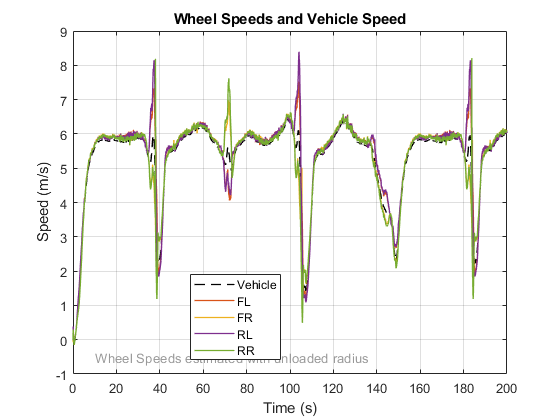 Wheel Speeds and Vehicle Speed
9
8
7
6
5
4
3
2
1
0
-1
Speed (m/s)
Vehicle
FL
FR
RL
RR
Wheel Speeds estimated with unloaded radius
0 20 40 60 80 100 120 140 160 180 200
Time (s)